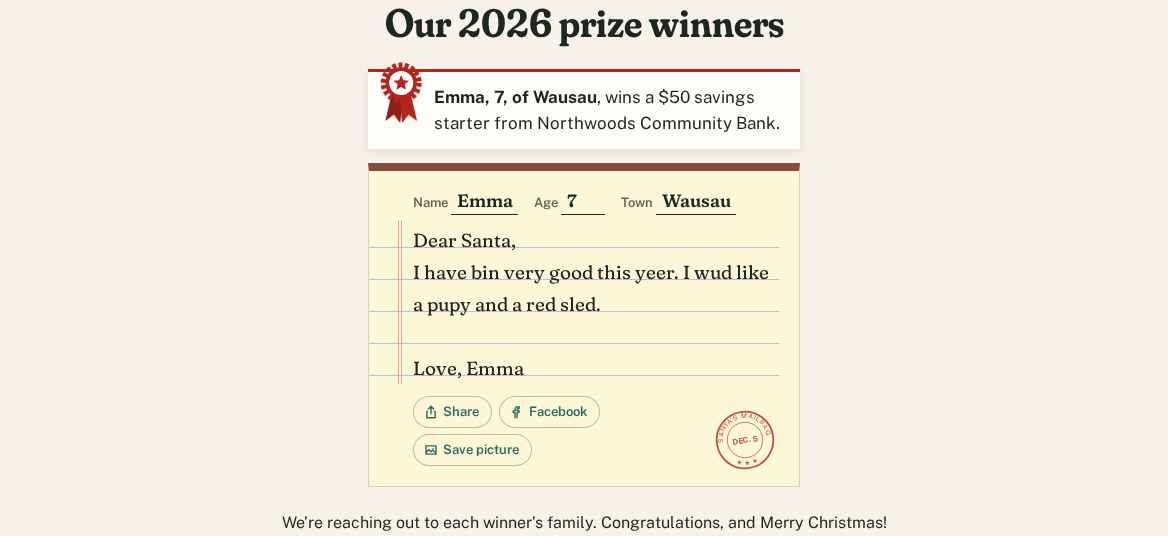 Our 2026 prize winners
Emma, 7, of Wausau, wins a $50 savings
starter from Northwoods Community Bank.
Name Emma Age 7 Town Wausau
Dear Santa,
I have bin very good this yeer. I wud like
a pupy and a red sled.
Love, Emma
Share Facebook
Save picture
SANTA'S MAILBAG
DEC. 5
We’re reaching out to each winner’s family. Congratulations, and Merry Christmas!